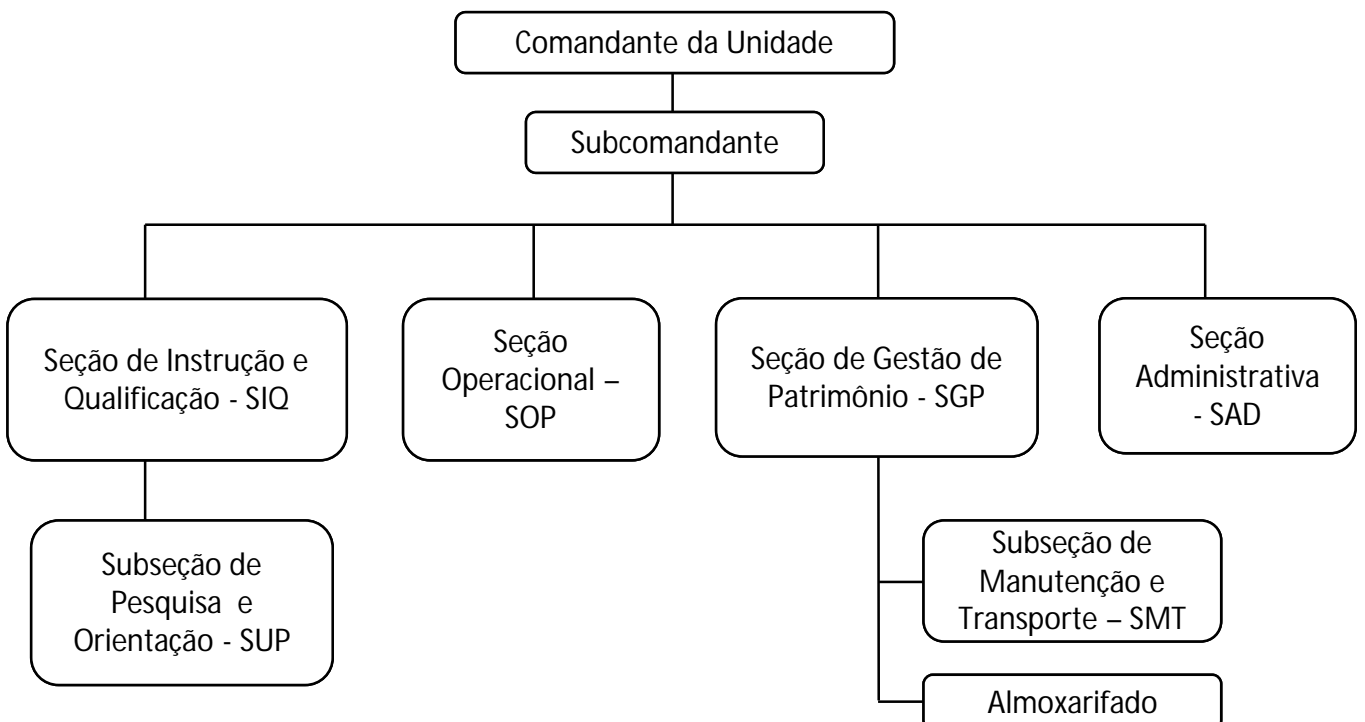 Comandante da Unidade
Subcomandante
Seção de Instrução e
Qualificação - SIQ
Seção
Operacional –
SOP
Seção de Gestão de
Patrimônio - SGP
Seção
Administrativa
- SAD
Subseção de
Pesquisa e
Orientação - SUP
Subseção de
Manutenção e
Transporte – SMT
Almoxarifado